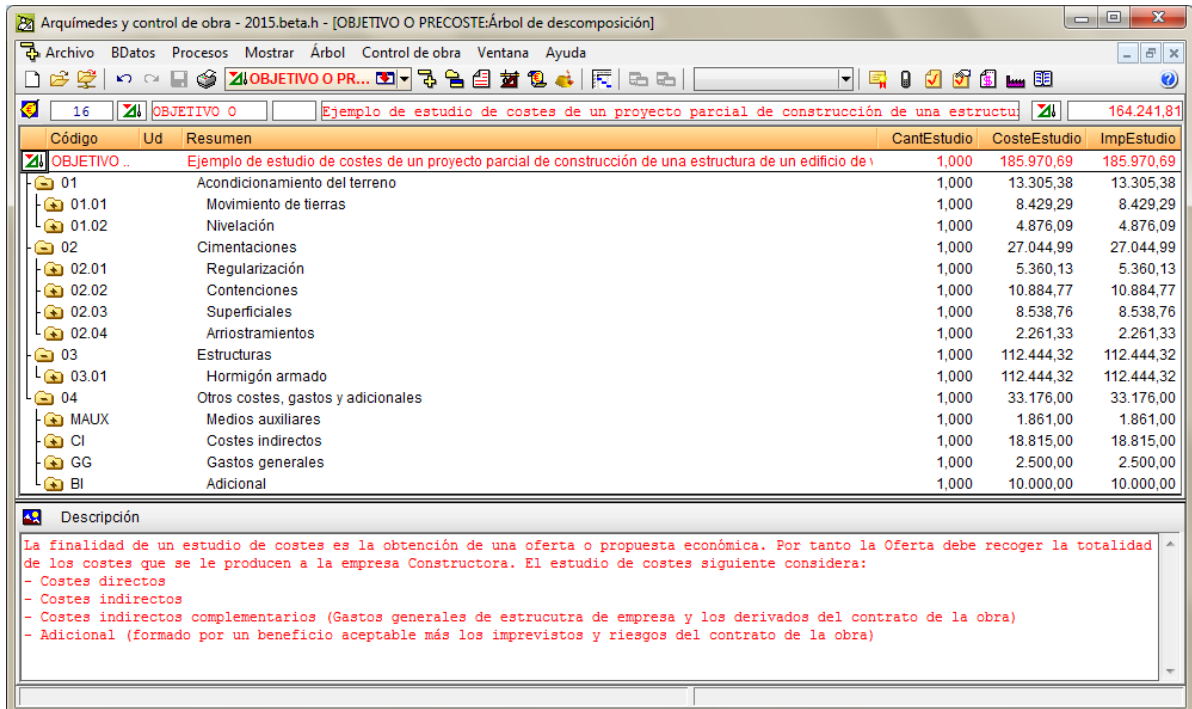 Arquímedes y control de obra - 2015.beta.h - [OBJETIVO O PRECOSTE:Árbol de descomposición]
Archivo BDatos Procesos Mostrar Árbol Control de obra Ventana Ayuda
OBJETIVO O PR...
16 OBJETIVO O Ejemplo de estudio de costes de un proyecto parcial de construcción de una estructu 164.241,81
Código Ud Resumen CantEstudio CosteEstudio ImpEstudio
OBJETIVO .. Ejemplo de estudio de costes de un proyecto parcial de construcción de una estructura de un edificio de 1,000 185.970,69 185.970,69
01 Acondicionamiento del terreno 1,000 13.305,38 13.305,38
01.01 Movimiento de tierras 1,000 8.429,29 8.429,29
01.02 Nivelación 1,000 4.876,09 4.876,09
02 Cimentaciones 1,000 27.044,99 27.044,99
02.01 Regularización 1,000 5.360,13 5.360,13
02.02 Contenciones 1,000 10.884,77 10.884,77
02.03 Superficiales 1,000 8.538,76 8.538,76
02.04 Arriostramientos 1,000 2.261,33 2.261,33
03 Estructuras 1,000 112.444,32 112.444,32
03.01 Hormigón armado 1,000 112.444,32 112.444,32
04 Otros costes, gastos y adicionales 1,000 33.176,00 33.176,00
MAUX Medios auxiliares 1,000 1.861,00 1.861,00
CI Costes indirectos 1,000 18.815,00 18.815,00
GG Gastos generales 1,000 2.500,00 2.500,00
BI Adicional 1,000 10.000,00 10.000,00
Descripción
La finalidad de un estudio de costes es la obtención de una oferta o propuesta económica. Por tanto la Oferta debe recoger la totalidad
de los costes que se le producen a la empresa Constructora. El estudio de costes siguiente considera:
- Costes directos
- Costes indirectos
- Costes indirectos complementarios (Gastos generales de estrucutra de empresa y los derivados del contrato de la obra)
- Adicional (formado por un beneficio aceptable más los imprevistos y riesgos del contrato de la obra)